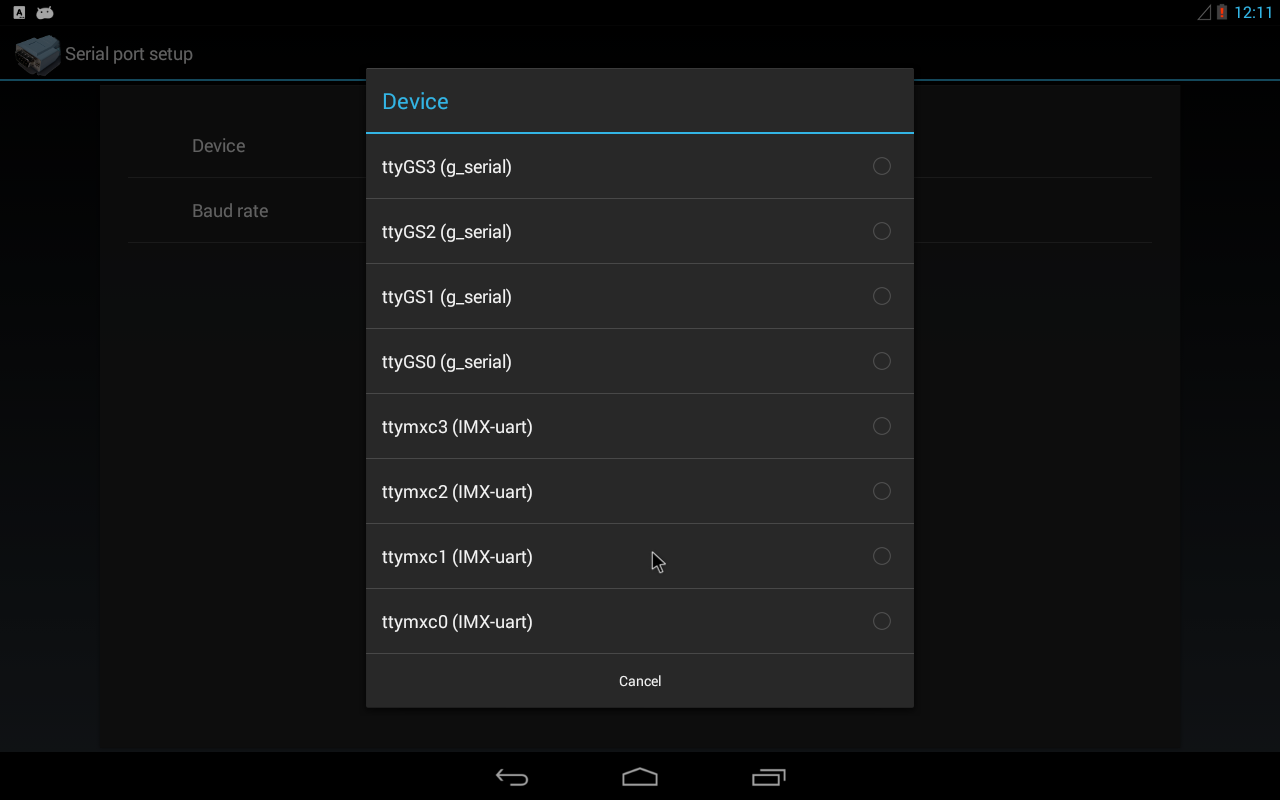 12:11
Serial port setup
Device
Baud rate
Device
ttyGS3 (g_serial)
ttyGS2 (g_serial)
ttyGS1 (g_serial)
ttyGS0 (g_serial)
ttymxc3 (IMX-uart)
ttymxc2 (IMX-uart)
ttymxc1 (IMX-uart)
ttymxc0 (IMX-uart)
Cancel